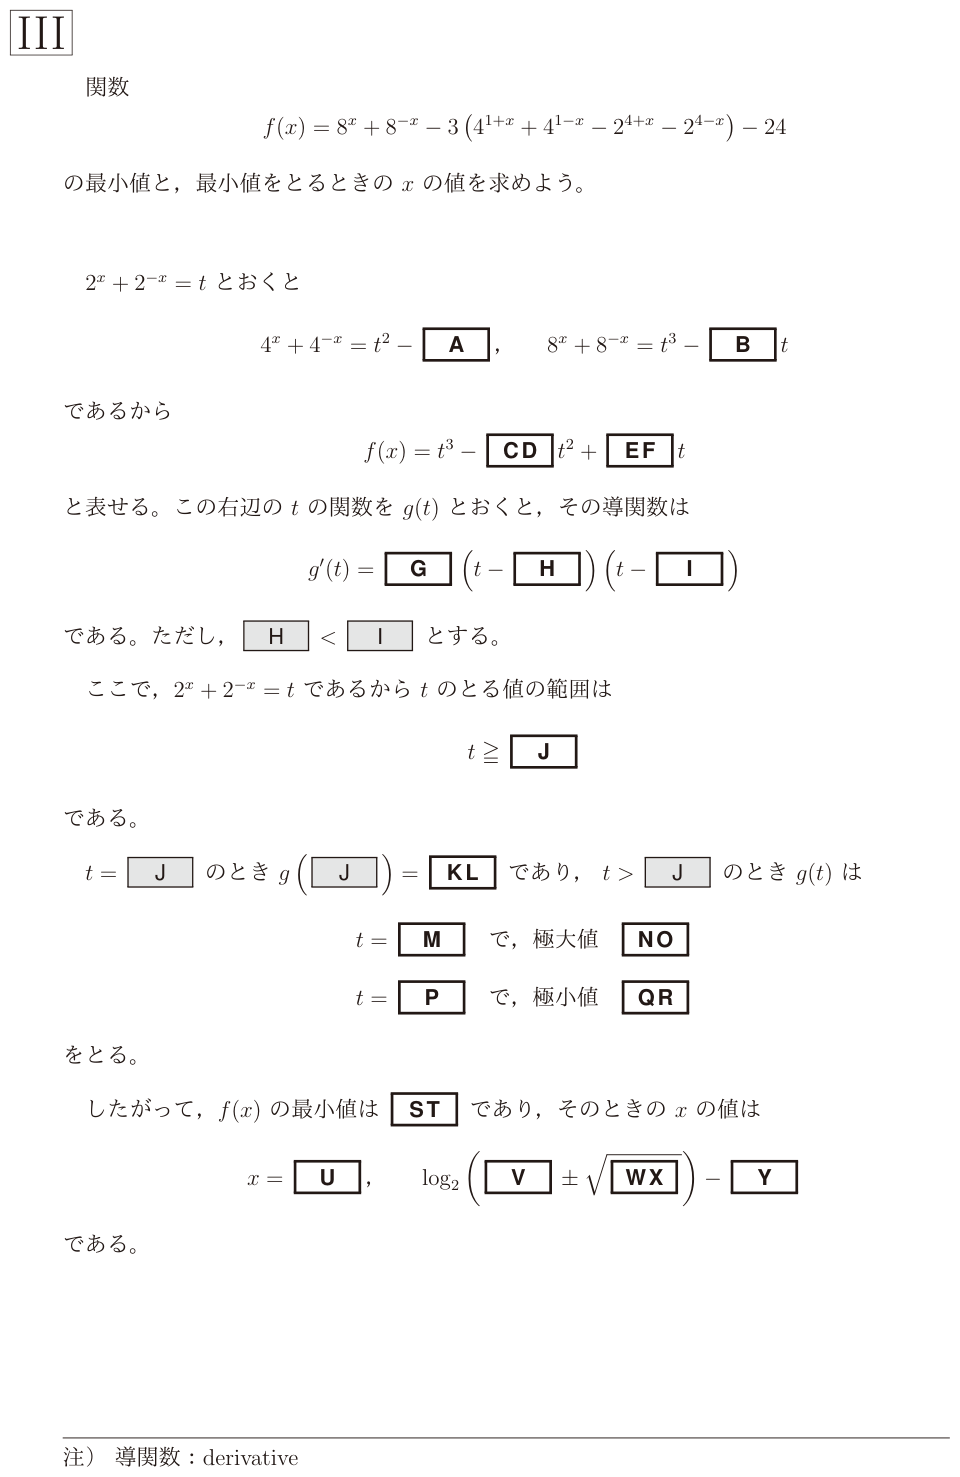 III
関数
f(x) = 8^x + 8^{-x} − 3 (4^{1+x} + 4^{1−x} − 2^{4+x} − 2^{4−x}) − 24
の最小値と，最小値をとるときの x の値を求めよう。
2^x + 2^{-x} = t とおくと
4^x + 4^{-x} = t^2 − A ， 8^x + 8^{-x} = t^3 − B t
であるから
f(x) = t^3 − CD t^2 + EF t
と表せる。この右辺の t の関数を g(t) とおくと，その導関数は
g′(t) = G (t − H) (t − I)
である。ただし， H < I とする。
ここで，2^x + 2^{-x} = t であるから t のとる値の範囲は
t ≧ J
である。
t = J のとき g (J) = KL であり， t > J のとき g(t) は
t = M で，極大値 NO
t = P で，極小値 QR
をとる。
したがって，f(x) の最小値は ST であり，そのときの x の値は
x = U ， log_2 (V ± √WX) − Y
である。
注） 導関数：derivative